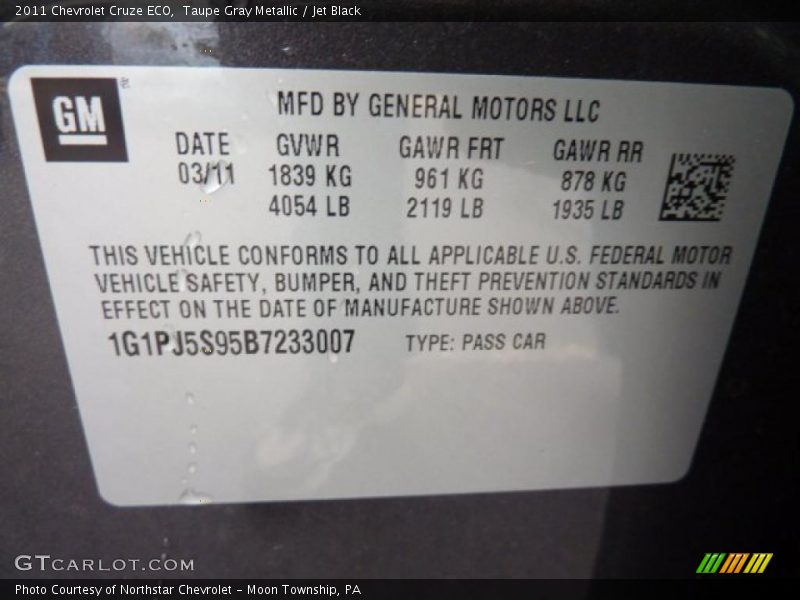 2011 Chevrolet Cruze ECO,  Taupe Gray Metallic / Jet Black
GM
MFD BY GENERAL MOTORS LLC
DATE GVWR GAWR FRT GAWR RR
03/11 1839 KG 961 KG 878 KG
4054 LB 2119 LB 1935 LB
THIS VEHICLE CONFORMS TO ALL APPLICABLE U.S. FEDERAL MOTOR
VEHICLE SAFETY, BUMPER, AND THEFT PREVENTION STANDARDS IN
EFFECT ON THE DATE OF MANUFACTURE SHOWN ABOVE.
1G1PJ5S95B7233007 TYPE: PASS CAR
GTCARLOT.COM
Photo Courtesy of Northstar Chevrolet - Moon Township, PA